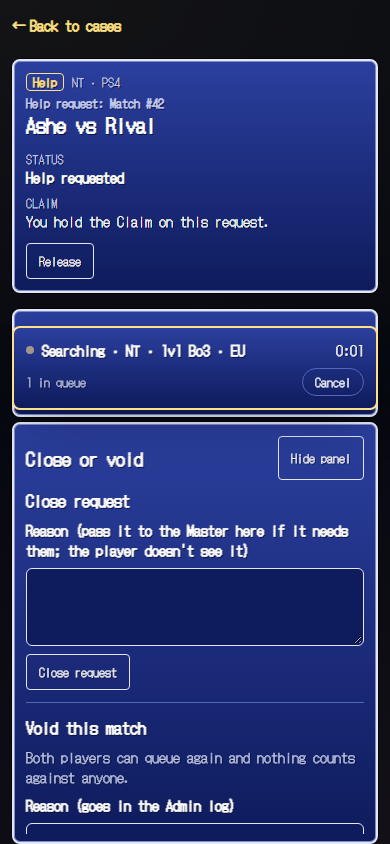 ← Back to cases
Help NT · PS4
Help request: Match #42
Ashe vs Rival
STATUS
Help requested
CLAIM
You hold the Claim on this request.
Release
Searching · NT · 1v1 Bo3 · EU 0:01
1 in queue Cancel
Close or void Hide panel
Close request
Reason (pass it to the Master here if it needs
them; the player doesn't see it)
Close request
Void this match
Both players can queue again and nothing counts
against anyone.
Reason (goes in the Admin log)